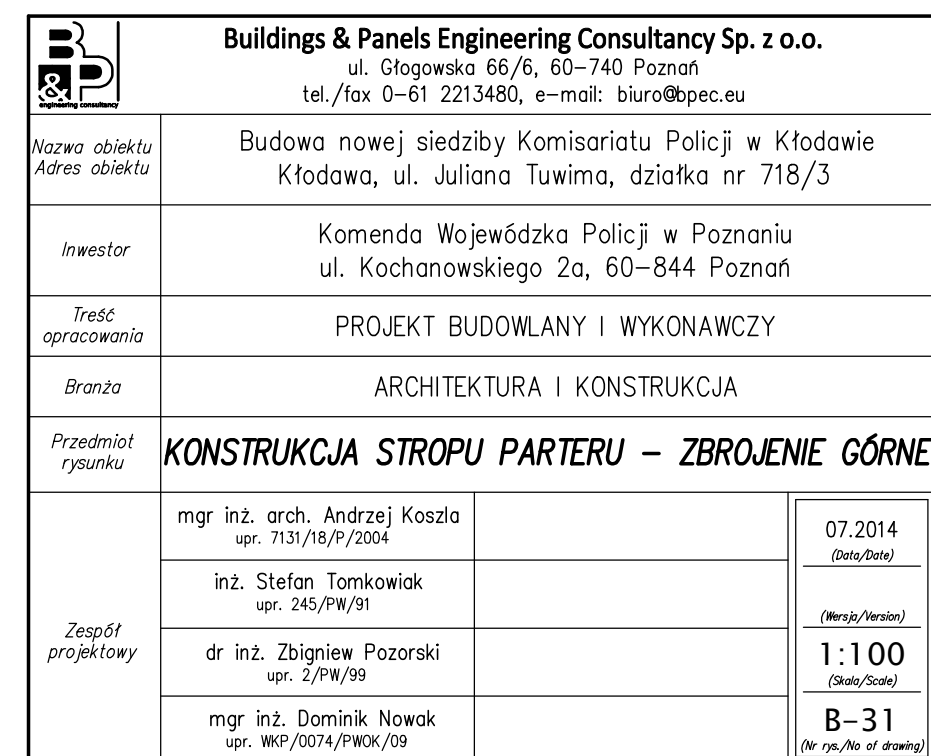 B
&P
engineering consultancy
Buildings & Panels Engineering Consultancy Sp. z o.o.
ul. Głogowska 66/6, 60-740 Poznań
tel./fax 0-61 2213480, e-mail: biuro@bpec.eu
Nazwa obiektu
Adres obiektu
Budowa nowej siedziby Komisariatu Policji w Kłodawie
Kłodawa, ul. Juliana Tuwima, działka nr 718/3
Inwestor
Komenda Wojewódzka Policji w Poznaniu
ul. Kochanowskiego 2a, 60-844 Poznań
Treść
opracowania
PROJEKT BUDOWLANY I WYKONAWCZY
Branża
ARCHITEKTURA I KONSTRUKCJA
Przedmiot
rysunku
KONSTRUKCJA STROPU PARTERU – ZBROJENIE GÓRNE
Zespół
projektowy
mgr inż. arch. Andrzej Koszla
upr. 7131/18/P/2004
inż. Stefan Tomkowiak
upr. 245/PW/91
dr inż. Zbigniew Pozorski
upr. 2/PW/99
mgr inż. Dominik Nowak
upr. WKP/0074/PWOK/09
07.2014
(Data/Date)
(Wersja/Version)
1:100
(Skala/Scale)
B-31
(Nr rys./No of drawing)